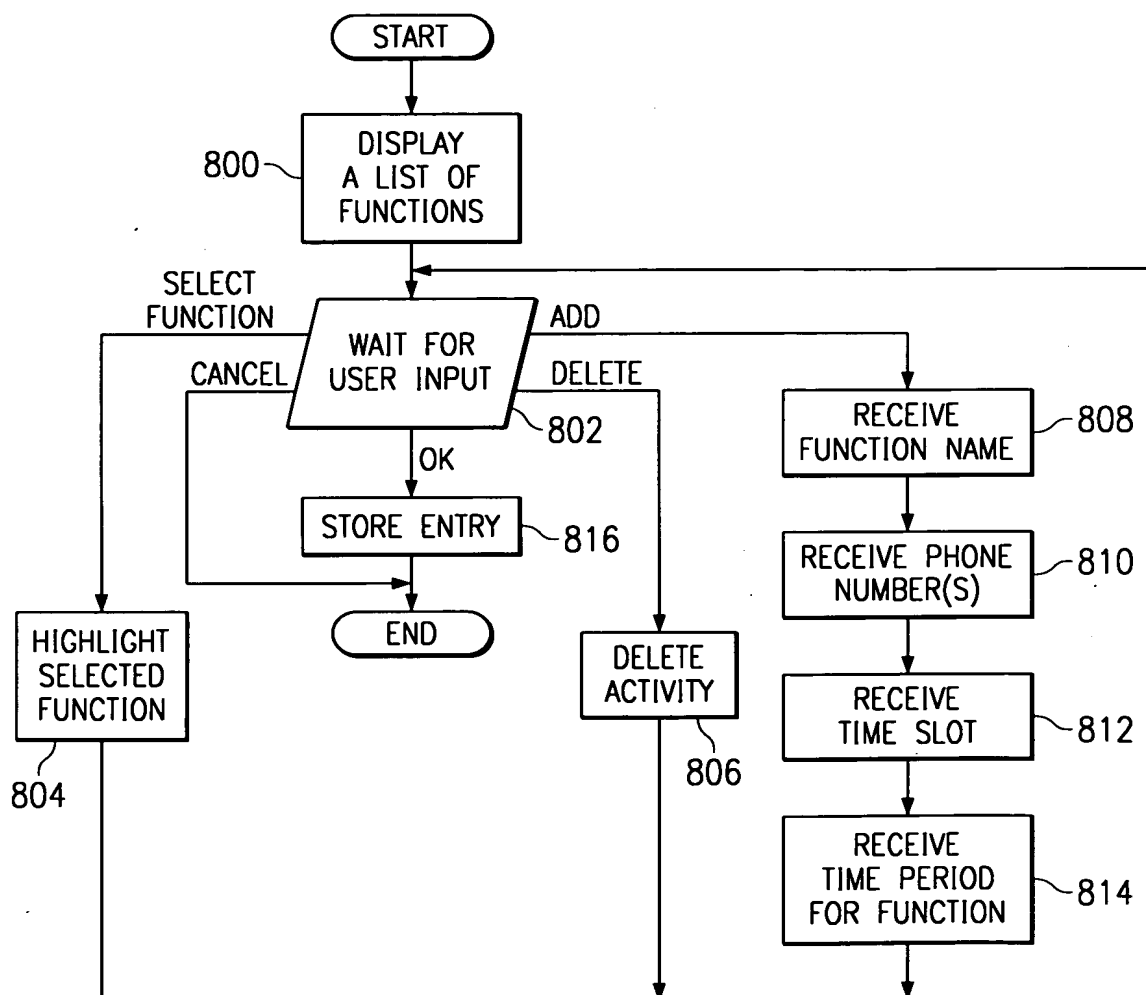 START
DISPLAY
A LIST OF
FUNCTIONS
800
SELECT
FUNCTION
CANCEL
WAIT FOR
USER INPUT
802
ADD
DELETE
OK
STORE ENTRY
816
END
HIGHLIGHT
SELECTED
FUNCTION
804
DELETE
ACTIVITY
806
RECEIVE
FUNCTION NAME
808
RECEIVE PHONE
NUMBER(S)
810
RECEIVE
TIME SLOT
812
RECEIVE
TIME PERIOD
FOR FUNCTION
814